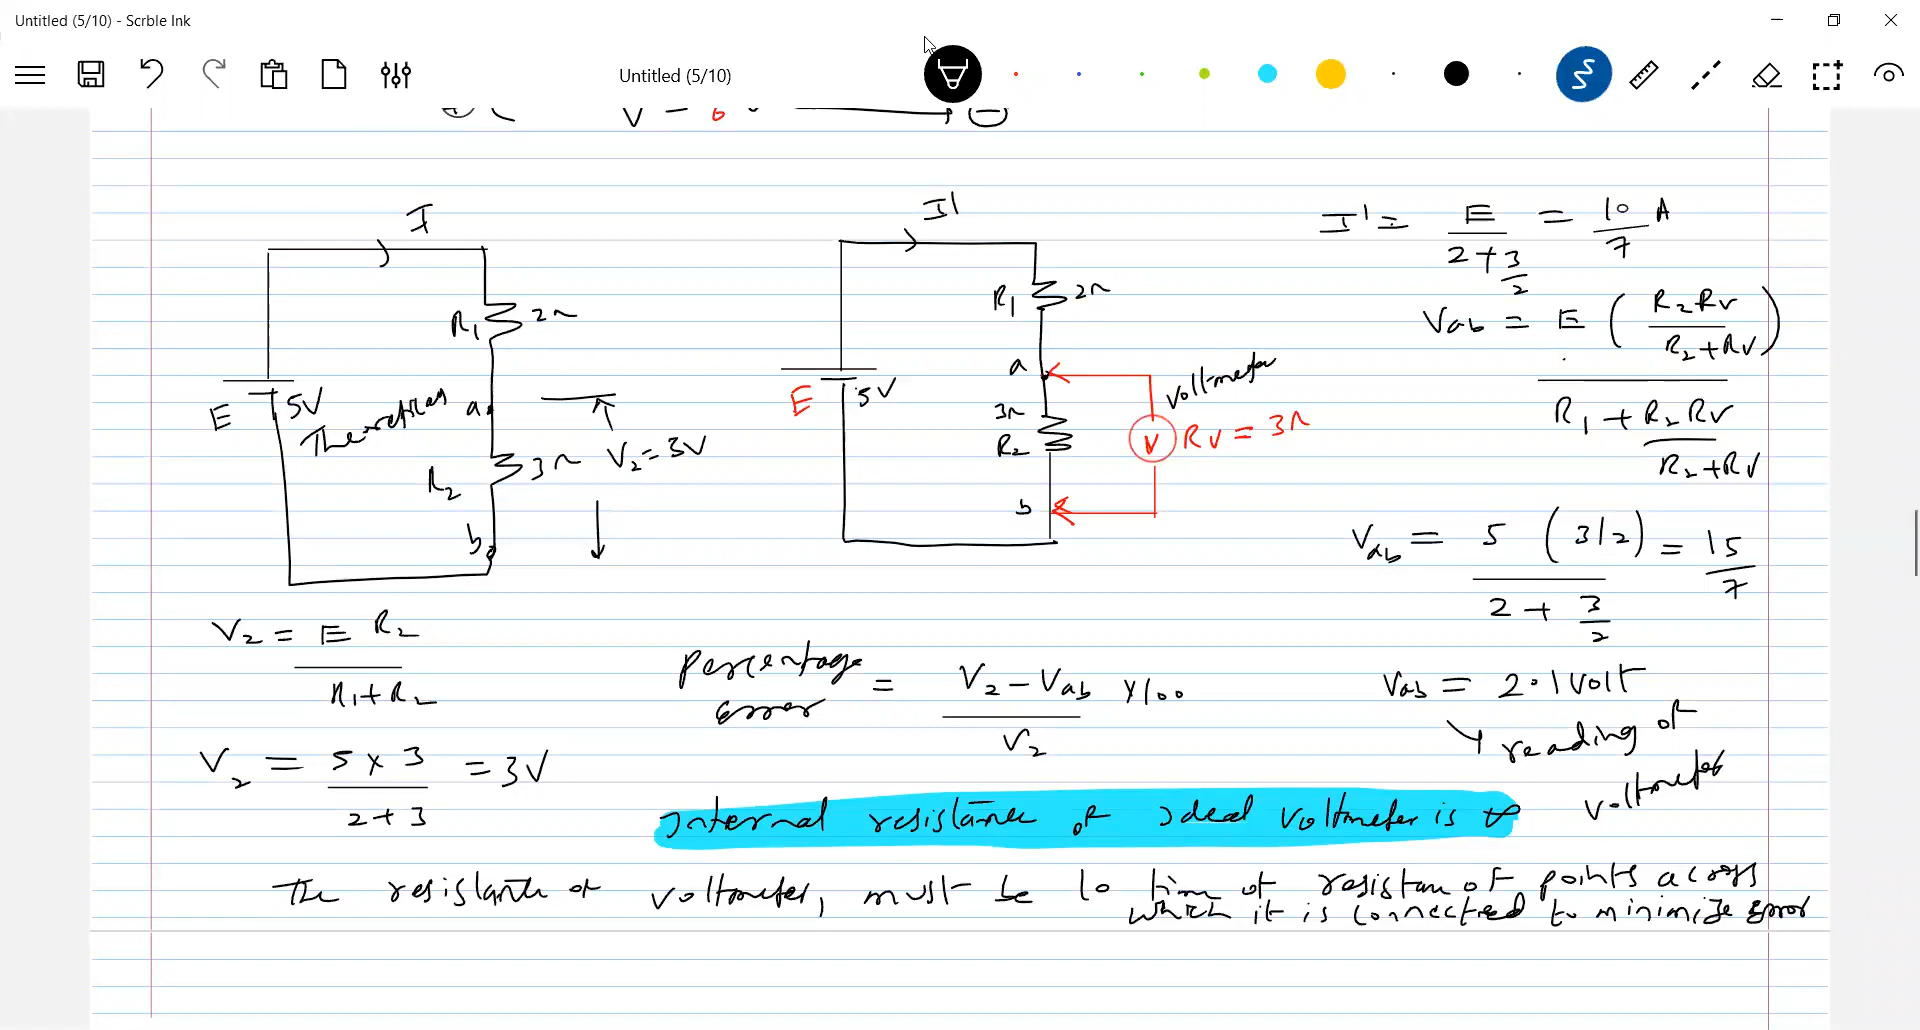 Untitled (5/10) - Scrble Ink
Untitled (5/10)
V = 6
I
R1 2Ω
E 5V
Theoretical
a
R2 3Ω
V2 = 3V
b
V2 = E R2 / R1+R2
V2 = 5 x 3 / 2+3 = 3V
I'
R1 2Ω
a
E 5V
3Ω
R2
b
voltmeter
V RV = 3Ω
I' = E / 2+3/2 = 10/7 A
Vab = E (R2RV / R2+RV) / R1 + R2RV / R2+RV
Vab = 5 (3/2) / 2 + 3/2 = 15/7
Vab = 2.1 volt
reading of
voltmeter
Percentage error = V2 - Vab / V2 x 100
Internal resistance of ideal voltmeter is ∞
The resistance of voltmeter, must be 10 time of resistan of points across
which it is connected to minimize error